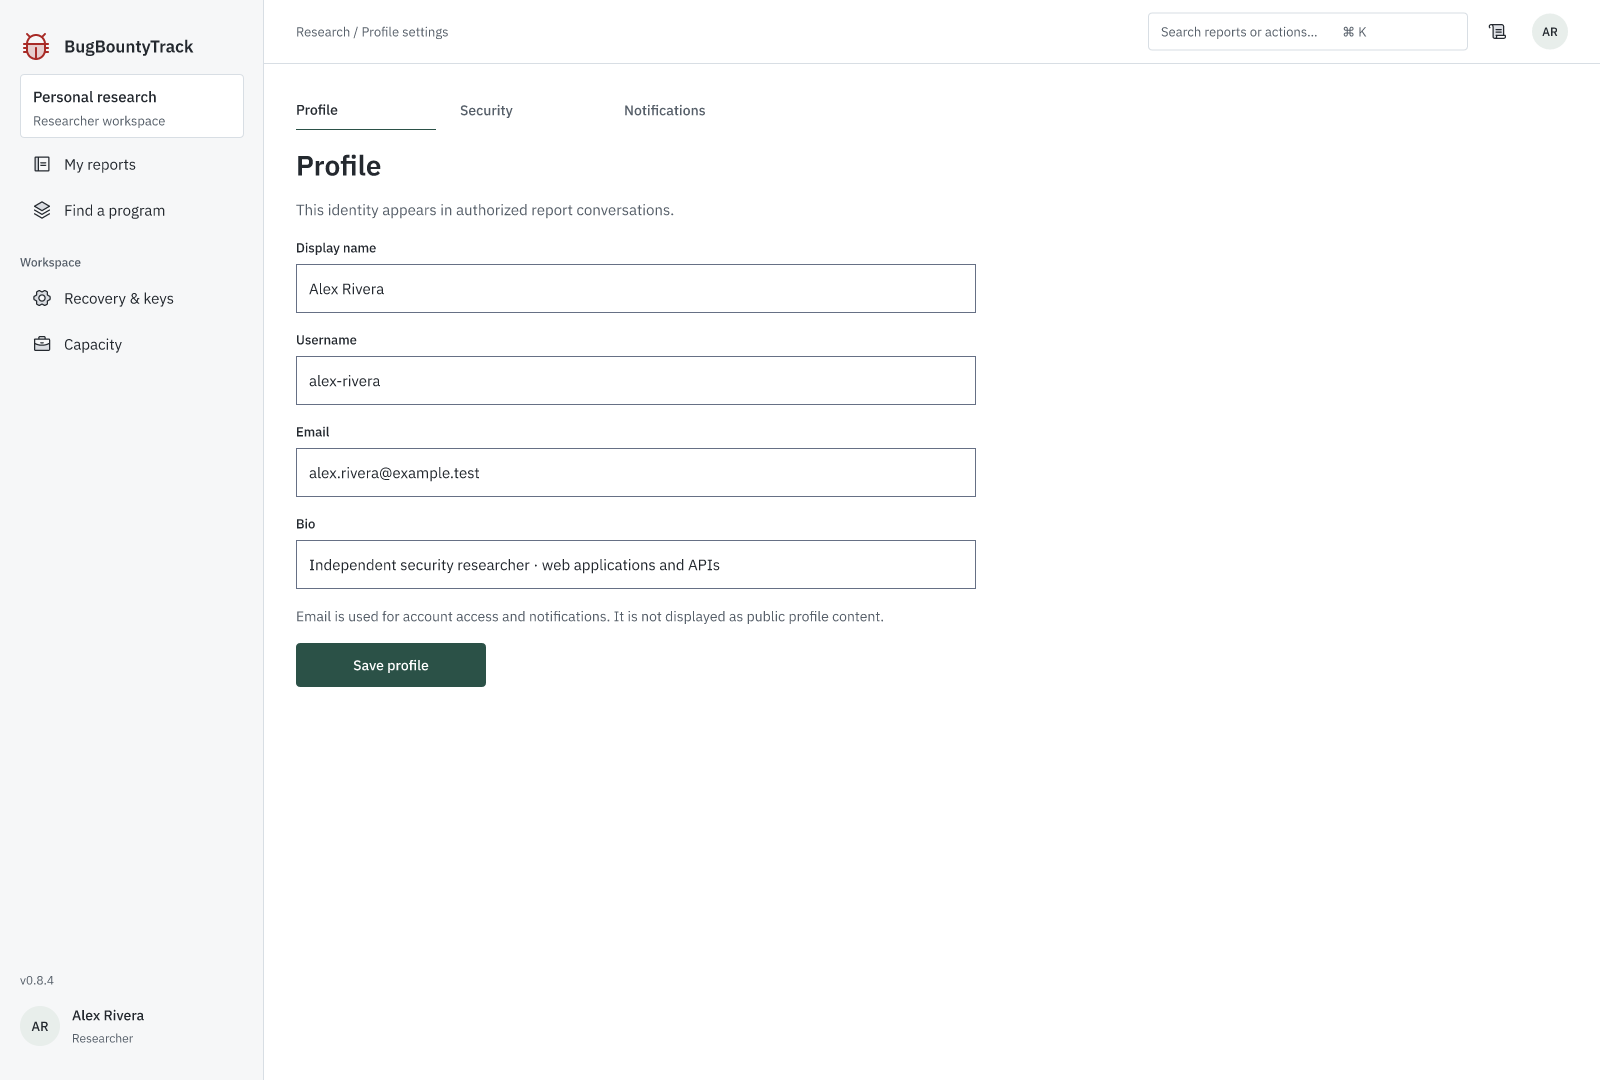 BugBountyTrack
Personal research
Researcher workspace
My reports
Find a program
Workspace
Recovery & keys
Capacity
v0.8.4
AR
Alex Rivera
Researcher
Research / Profile settings
Search reports or actions... ⌘ K
AR
Profile
Security
Notifications
Profile
This identity appears in authorized report conversations.
Display name
Alex Rivera
Username
alex-rivera
Email
alex.rivera@example.test
Bio
Independent security researcher · web applications and APIs
Email is used for account access and notifications. It is not displayed as public profile content.
Save profile